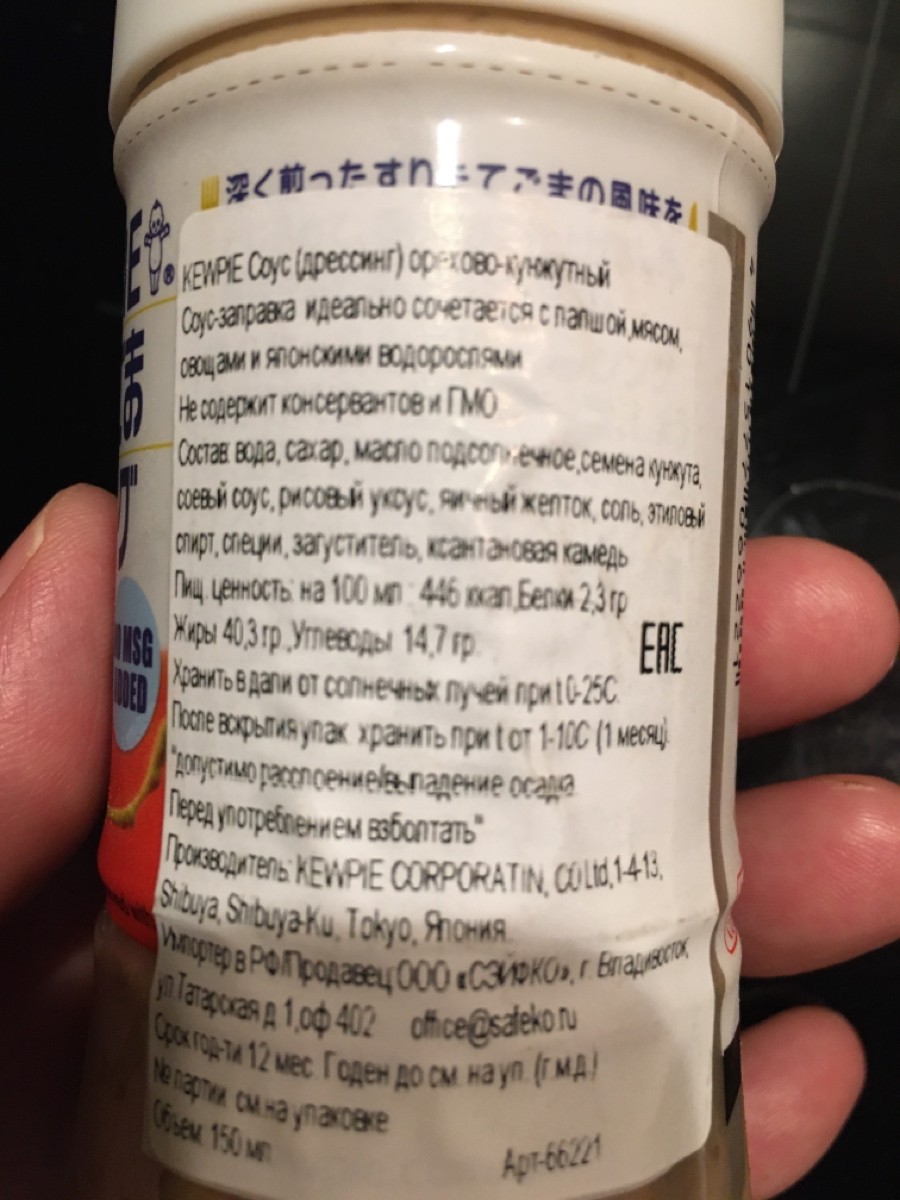 深く煎ったすりたてごまの風味を
KEWPIE Соус (дрессинг) орехово-кунжутный
Соус-заправка идеально сочетается с лапшой,мясом,
овощами и японскими водорослями
Не содержит консервантов и ГМО
Состав: вода, сахар, масло подсолнечное,семена кунжута,
соевый соус, рисовый уксус, яичный желток, соль, этиловый
спирт, специи, загуститель, ксантановая камедь
Пищ. ценность: на 100 мл : 446 ккал,Белки 2,3 гр
Жиры 40,3 гр.,Углеводы 14,7 гр.
EAC
Хранить вдали от солнечных лучей при t 0-25С.
После вскрытия упак. хранить при t от 1-10С (1 месяц).
"допустимо расслоение/выпадение осадка.
Перед употреблением взболтать"
Производитель: KEWPIE CORPORATIN, CO Ltd,1-4-13,
Shibuya, Shibuya-Ku, Tokyo, Япония
Импортер в РФ/Продавец ООО «СЭЙФКО», г. Владивосток,
ул.Татарская д 1,оф 402 office@safeko.ru
Срок год-ти 12 мес. Годен до см. на уп. (г.м.д.)
№ партии см.на упаковке
Объем 150 мл
Арт-66221
MSG